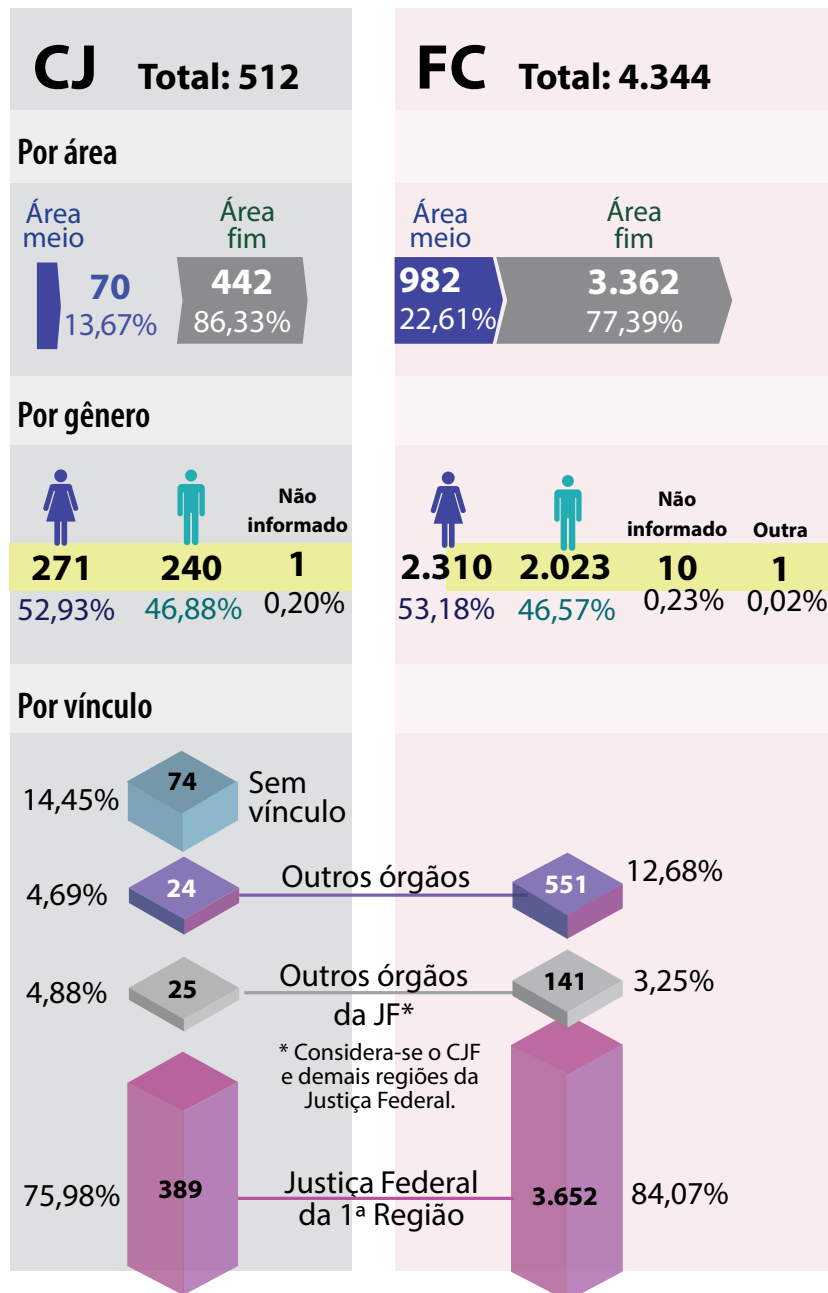 CJ Total: 512
Por área
Área
meio
Área
fim
70
13,67%
442
86,33%
Por gênero
Não
informado
271 240 1
52,93% 46,88% 0,20%
Por vínculo
14,45% 74 Sem
vínculo
FC Total: 4.344
Área
meio
Área
fim
982
22,61%
3.362
77,39%
Não
informado Outra
2.310 2.023 10 1
53,18% 46,57% 0,23% 0,02%
4,69% 24 Outros órgãos 551 12,68%
4,88% 25 Outros órgãos
da JF* 141 3,25%
* Considera-se o CJF
e demais regiões da
Justiça Federal.
75,98% 389 Justiça Federal
da 1ª Região 3.652 84,07%